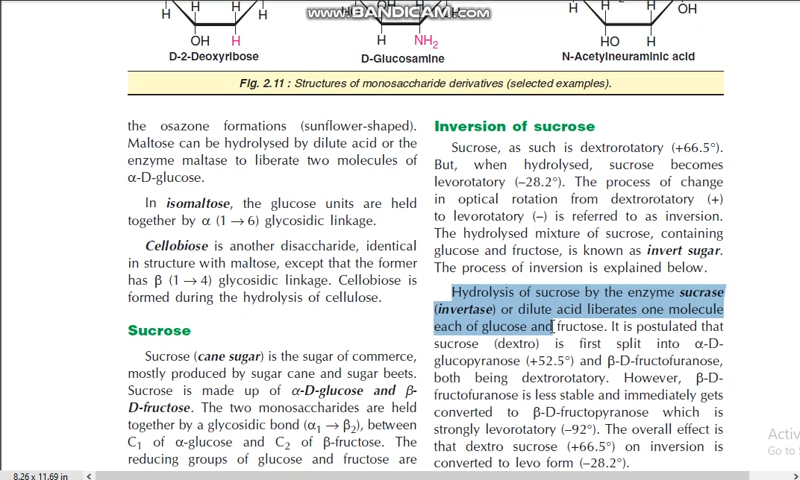 www.BANDICAM.com
H
H
H
HO
H
H
OH
OH
H
H
NH2
HO
H
D-2-Deoxyribose
D-Glucosamine
N-Acetylneuraminic acid
Fig. 2.11 : Structures of monosaccharide derivatives (selected examples).
the osazone formations (sunflower-shaped).
Maltose can be hydrolysed by dilute acid or the
enzyme maltase to liberate two molecules of
α-D-glucose.
In isomaltose, the glucose units are held
together by α (1 → 6) glycosidic linkage.
Cellobiose is another disaccharide, identical
in structure with maltose, except that the former
has β (1 → 4) glycosidic linkage. Cellobiose is
formed during the hydrolysis of cellulose.
Sucrose
Sucrose (cane sugar) is the sugar of commerce,
mostly produced by sugar cane and sugar beets.
Sucrose is made up of α-D-glucose and β-
D-fructose. The two monosaccharides are held
together by a glycosidic bond (α1 → β2), between
C1 of α-glucose and C2 of β-fructose. The
reducing groups of glucose and fructose are
Inversion of sucrose
Sucrose, as such is dextrorotatory (+66.5°).
But, when hydrolysed, sucrose becomes
levorotatory (–28.2°). The process of change
in optical rotation from dextrorotatory (+)
to levorotatory (–) is referred to as inversion.
The hydrolysed mixture of sucrose, containing
glucose and fructose, is known as invert sugar.
The process of inversion is explained below.
Hydrolysis of sucrose by the enzyme sucrase
(invertase) or dilute acid liberates one molecule
each of glucose and fructose. It is postulated that
sucrose (dextro) is first split into α-D-
glucopyranose (+52.5°) and β-D-fructofuranose,
both being dextrorotatory. However, β-D-
fructofuranose is less stable and immediately gets
converted to β-D-fructopyranose which is
strongly levorotatory (–92°). The overall effect is
that dextro sucrose (+66.5°) on inversion is
converted to levo form (–28.2°).
Activ
Go to S
8.26 x 11.69 in